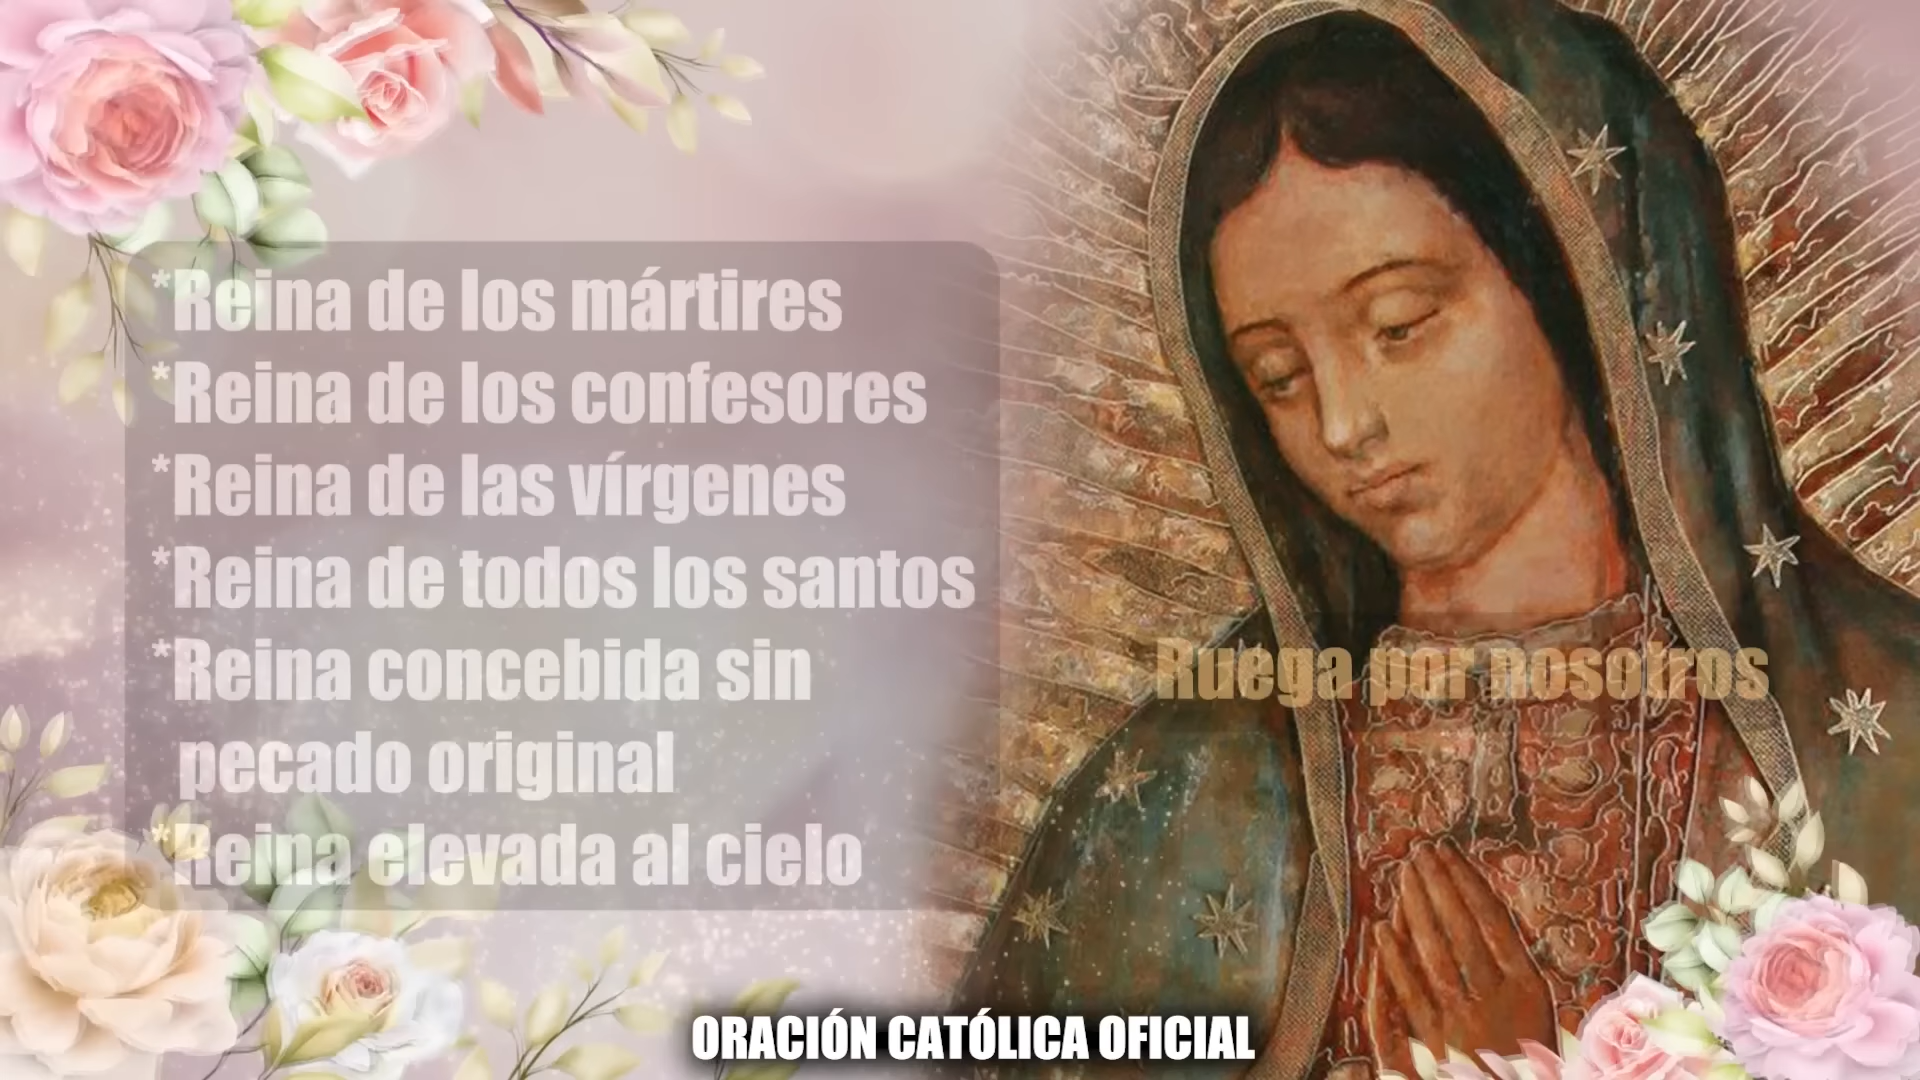 *Reina de los mártires
*Reina de los confesores
*Reina de las vírgenes
*Reina de todos los santos
*Reina concebida sin
pecado original
*Reina elevada al cielo
Ruega por nosotros
ORACIÓN CATÓLICA OFICIAL